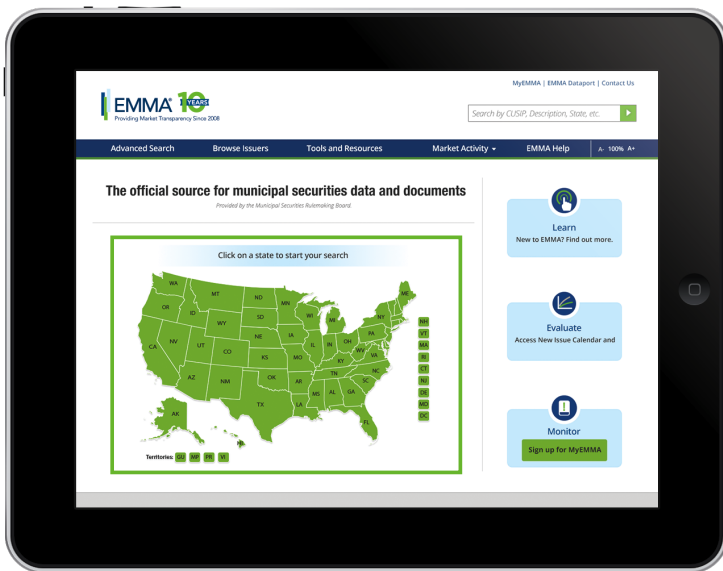 MyEMMA | EMMA Dataport | Contact Us
EMMA® 10 YEARS!
Providing Market Transparency Since 2008
Search by CUSIP, Description, State, etc.
Advanced Search Browse Issuers Tools and Resources Market Activity EMMA Help A- 100% A+
The official source for municipal securities data and documents
Provided by the Municipal Securities Rulemaking Board.
Click on a state to start your search
WA
MT
ND
MN
ME
OR
ID
SD
WI
MI
NY
WY
NH
NV
NE
IA
PA
VT
CA
UT
CO
IL
IN
OH
MA
KS
MO
KY
WV
VA
RI
AZ
NM
OK
AR
TN
NC
CT
SC
NJ
MS
AL
GA
DE
TX
LA
MD
AK
FL
DC
HI
Territories: GU MP PR VI
Learn
New to EMMA? Find out more.
Evaluate
Access New Issue Calendar and
Monitor
Sign up for MyEMMA